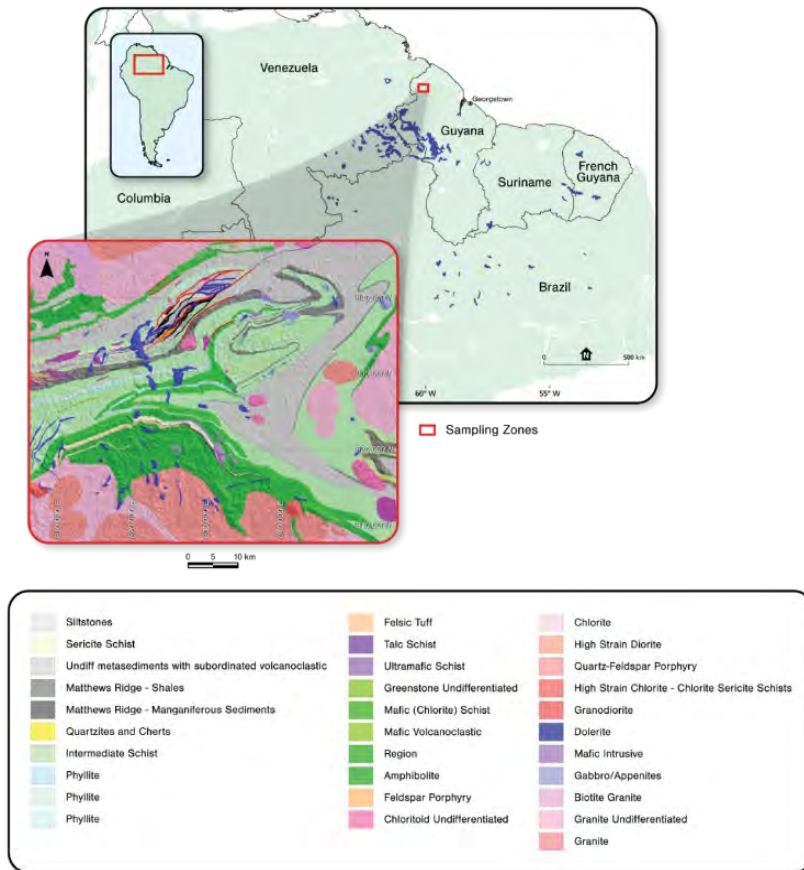 Venezuela
Georgetown
Guyana
Suriname
French
Guyana
Columbia
Brazil
N
0 500 km
N
60° W 55° W
Sampling Zones
0 5 10 km
Siltstones
Sericite Schist
Undiff metasediments with subordinated volcanoclastic
Matthews Ridge - Shales
Matthews Ridge - Manganiferous Sediments
Quartzites and Cherts
Intermediate Schist
Phyllite
Phyllite
Phyllite
Felsic Tuff
Talc Schist
Ultramafic Schist
Greenstone Undifferentiated
Mafic (Chlorite) Schist
Mafic Volcanoclastic
Region
Amphibolite
Feldspar Porphyry
Chloritoid Undifferentiated
Chlorite
High Strain Diorite
Quartz-Feldspar Porphyry
High Strain Chlorite - Chlorite Sericite Schists
Granodiorite
Dolerite
Mafic Intrusive
Gabbro/Appenites
Biotite Granite
Granite Undifferentiated
Granite